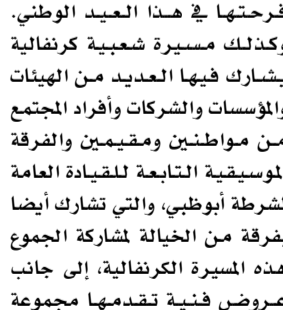 فرحتها في هذا العيد الوطني.
وكذلك مسيرة شعبية كرنفالية
يشارك فيها العديد من الهيئات
والمؤسسات والشركات وأفراد المجتمع
من مواطنين ومقيمين والفرقة
الموسيقية التابعة للقيادة العامة
لشرطة أبوظبي، والتي تشارك أيضا
بفرقة من الخيالة لمشاركة الجموع
هذه المسيرة الكرنفالية، إلى جانب
عروض فنية تقدمها مجموعة